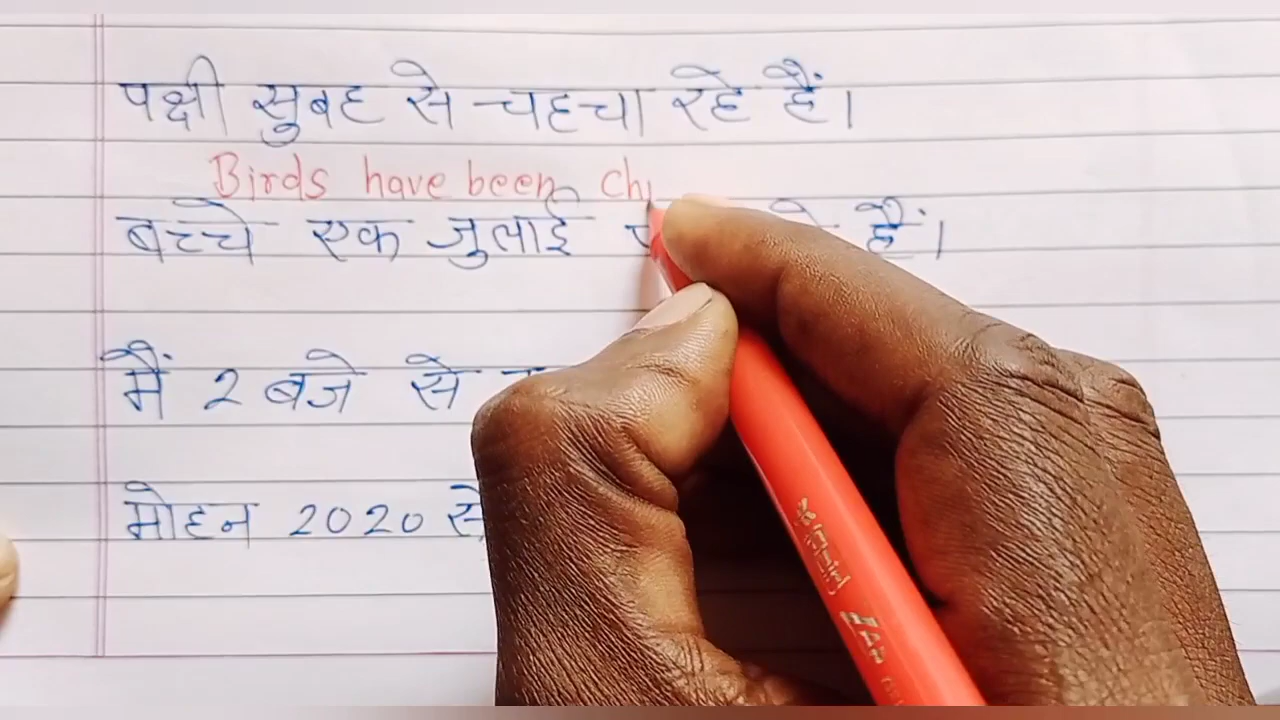 पक्षी सुबह से चहचा रहे हैं।
Birds have been Chi
बच्चे एक जुलाई हैं।
मैं 2 बजे से
मोहन 2020 से